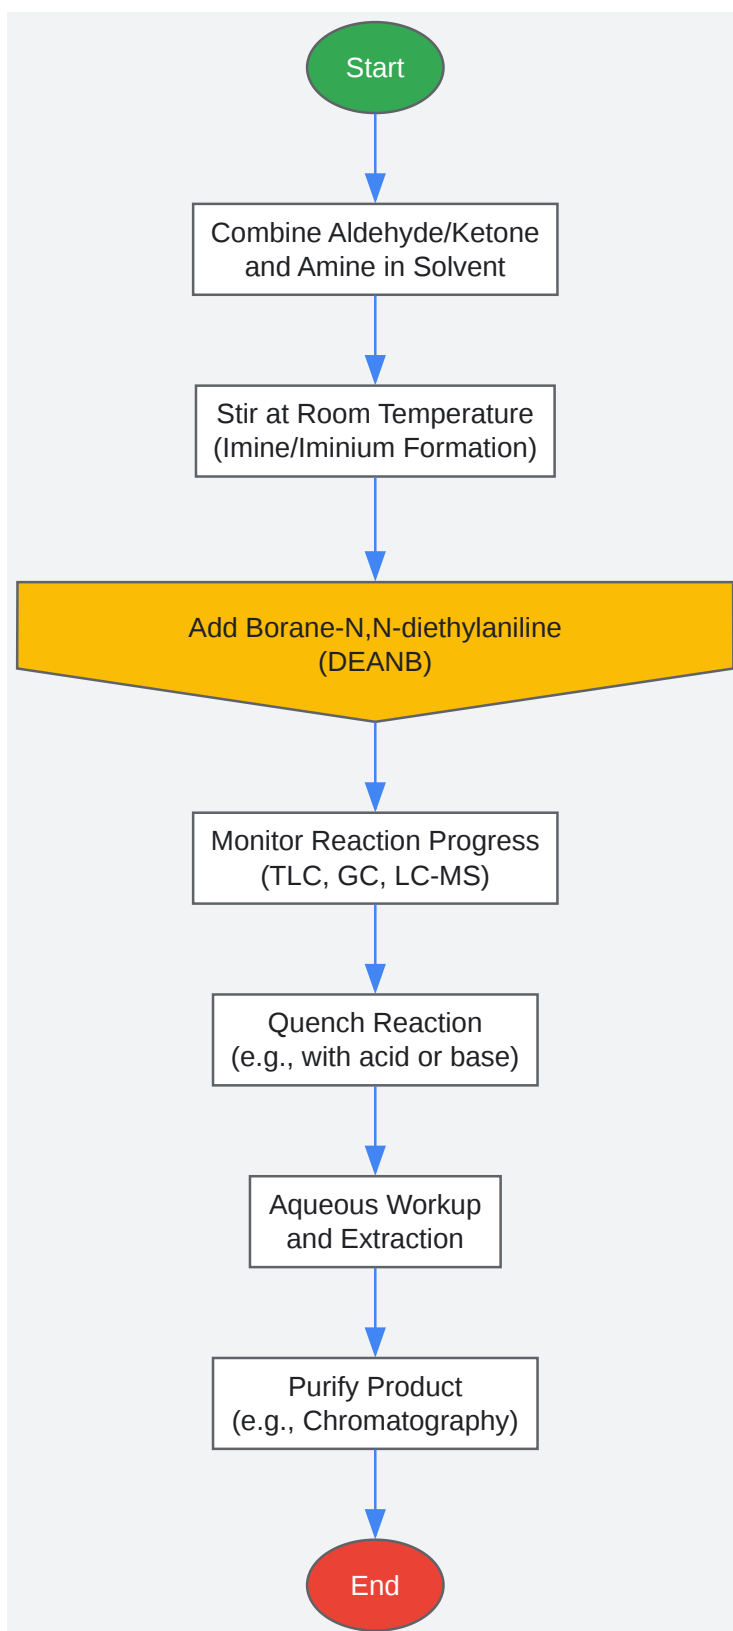 Start
Combine Aldehyde/Ketone
and Amine in Solvent
Stir at Room Temperature
(Imine/Iminium Formation)
Add Borane-N,N-diethylaniline
(DEANB)
Monitor Reaction Progress
(TLC, GC, LC-MS)
Quench Reaction
(e.g., with acid or base)
Aqueous Workup
and Extraction
Purify Product
(e.g., Chromatography)
End